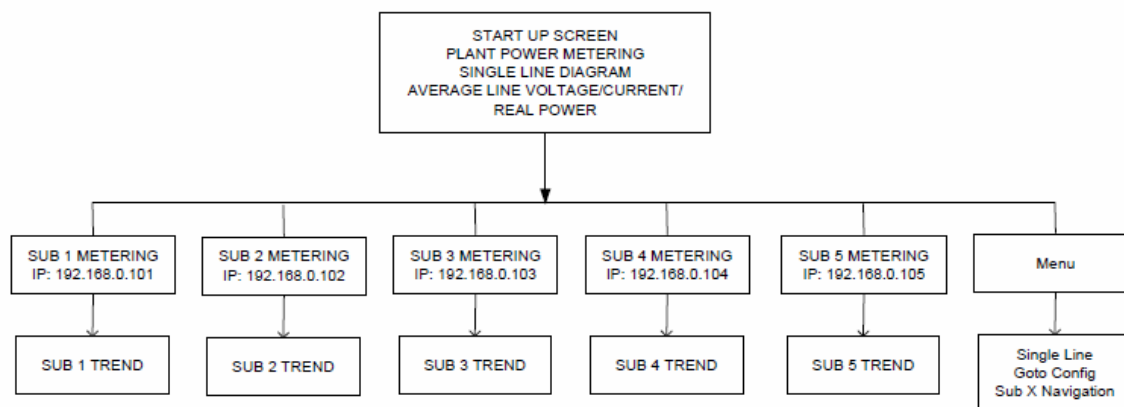 START UP SCREEN
PLANT POWER METERING
SINGLE LINE DIAGRAM
AVERAGE LINE VOLTAGE/CURRENT/
REAL POWER
SUB 1 METERING
IP: 192.168.0.101
SUB 2 METERING
IP: 192.168.0.102
SUB 3 METERING
IP: 192.168.0.103
SUB 4 METERING
IP: 192.168.0.104
SUB 5 METERING
IP: 192.168.0.105
Menu
SUB 1 TREND
SUB 2 TREND
SUB 3 TREND
SUB 4 TREND
SUB 5 TREND
Single Line
Goto Config
Sub X Navigation